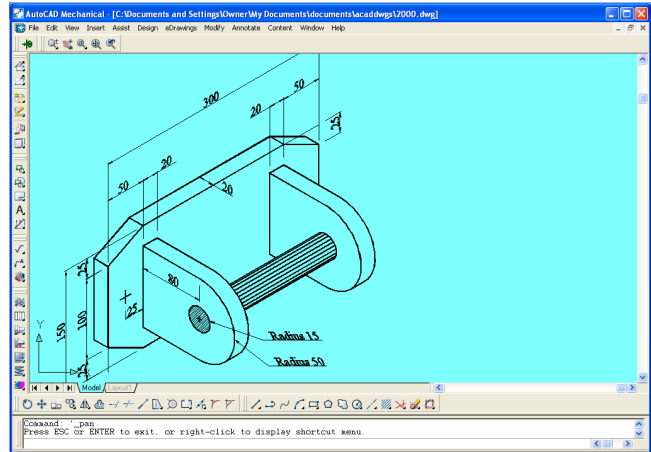 AutoCAD Mechanical - [C:\Documents and Settings\Owner\My Documents\documents\acaddwgs\2000.dwg]
File Edit View Insert Assist Design eDrawings Modify Annotate Content Window Help
300
50
20
25
20
50
20
25
80
25
150
100
25
Radius 15
Radius 50
Y
X
Model Layout1
Command: '_pan
Press ESC or ENTER to exit, or right-click to display shortcut menu.